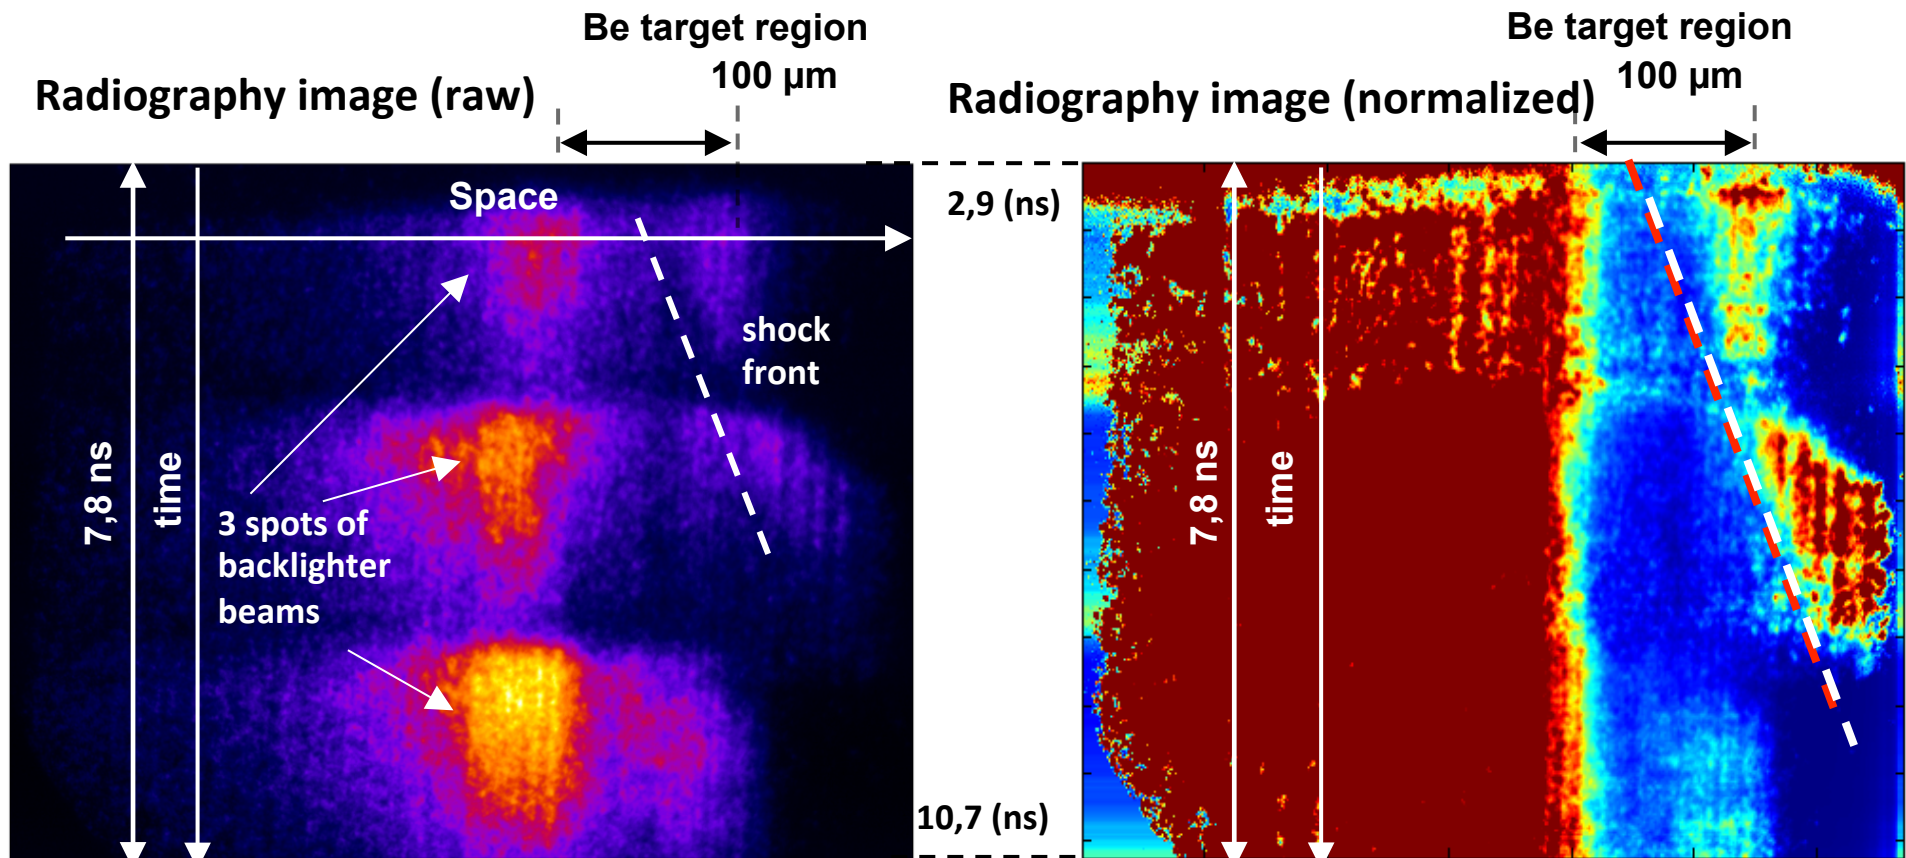 Be target region
100 µm
Radiography image (raw)
Space
shock
front
7,8 ns
time
3 spots of
backlighter
beams
Be target region
100 µm
Radiography image (normalized)
2,9 (ns)
7,8 ns
time
10,7 (ns)